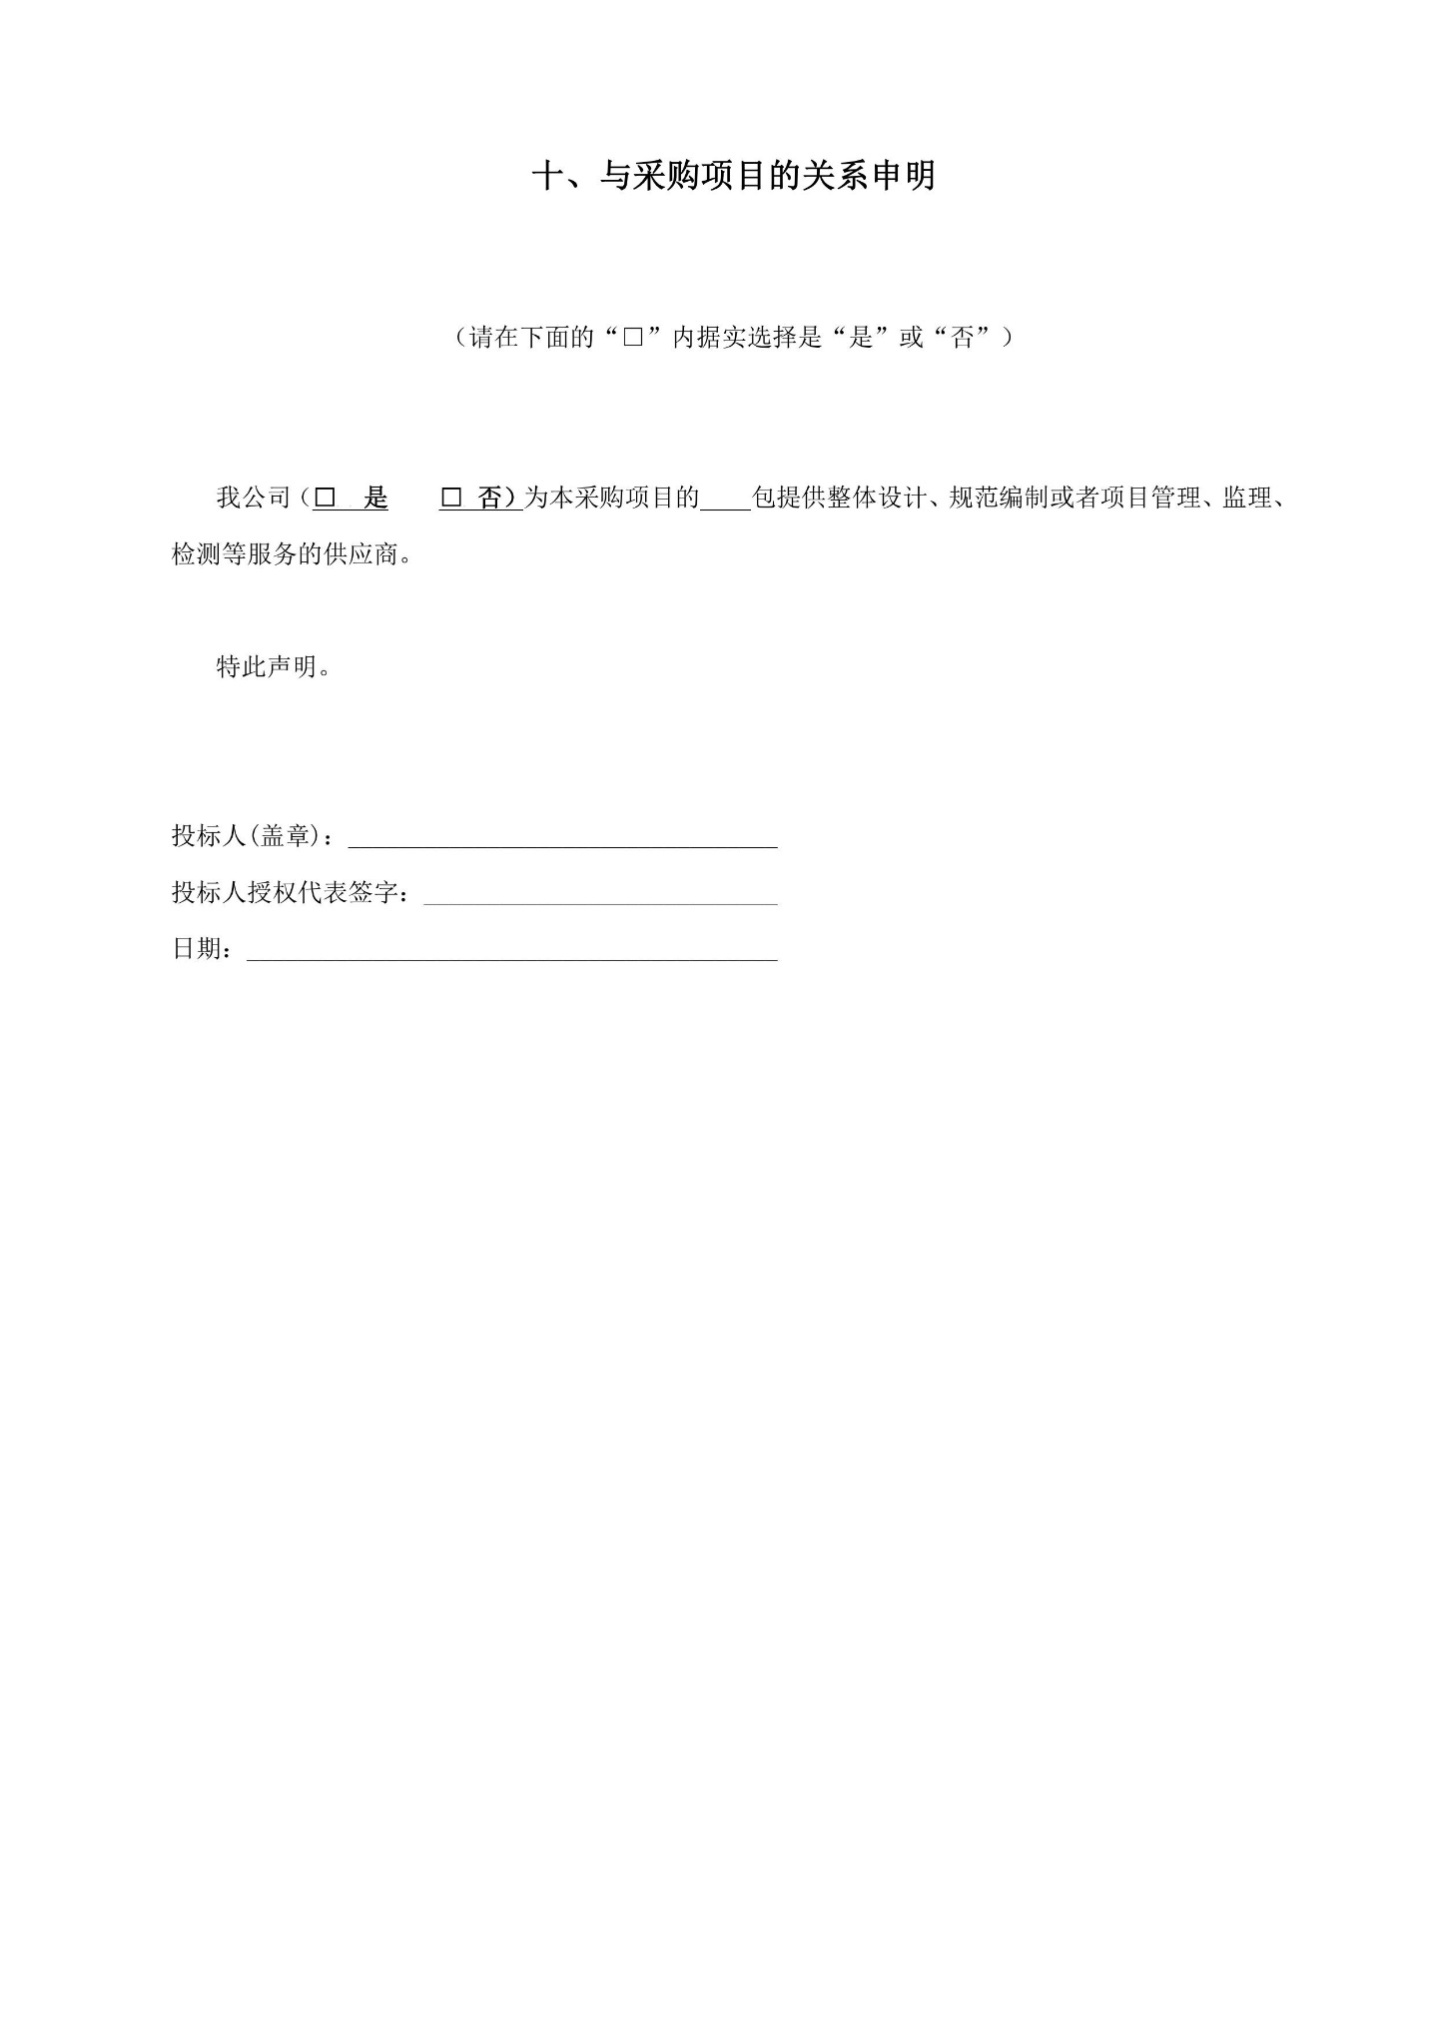 十、与采购项目的关系申明
（请在下面的“□”内据实选择是“是”或“否”）
我公司（□ 是 □ 否）为本采购项目的____包提供整体设计、规范编制或者项目管理、监理、
检测等服务的供应商。
特此声明。
投标人(盖章)：__________________________________
投标人授权代表签字：____________________________
日期：__________________________________________